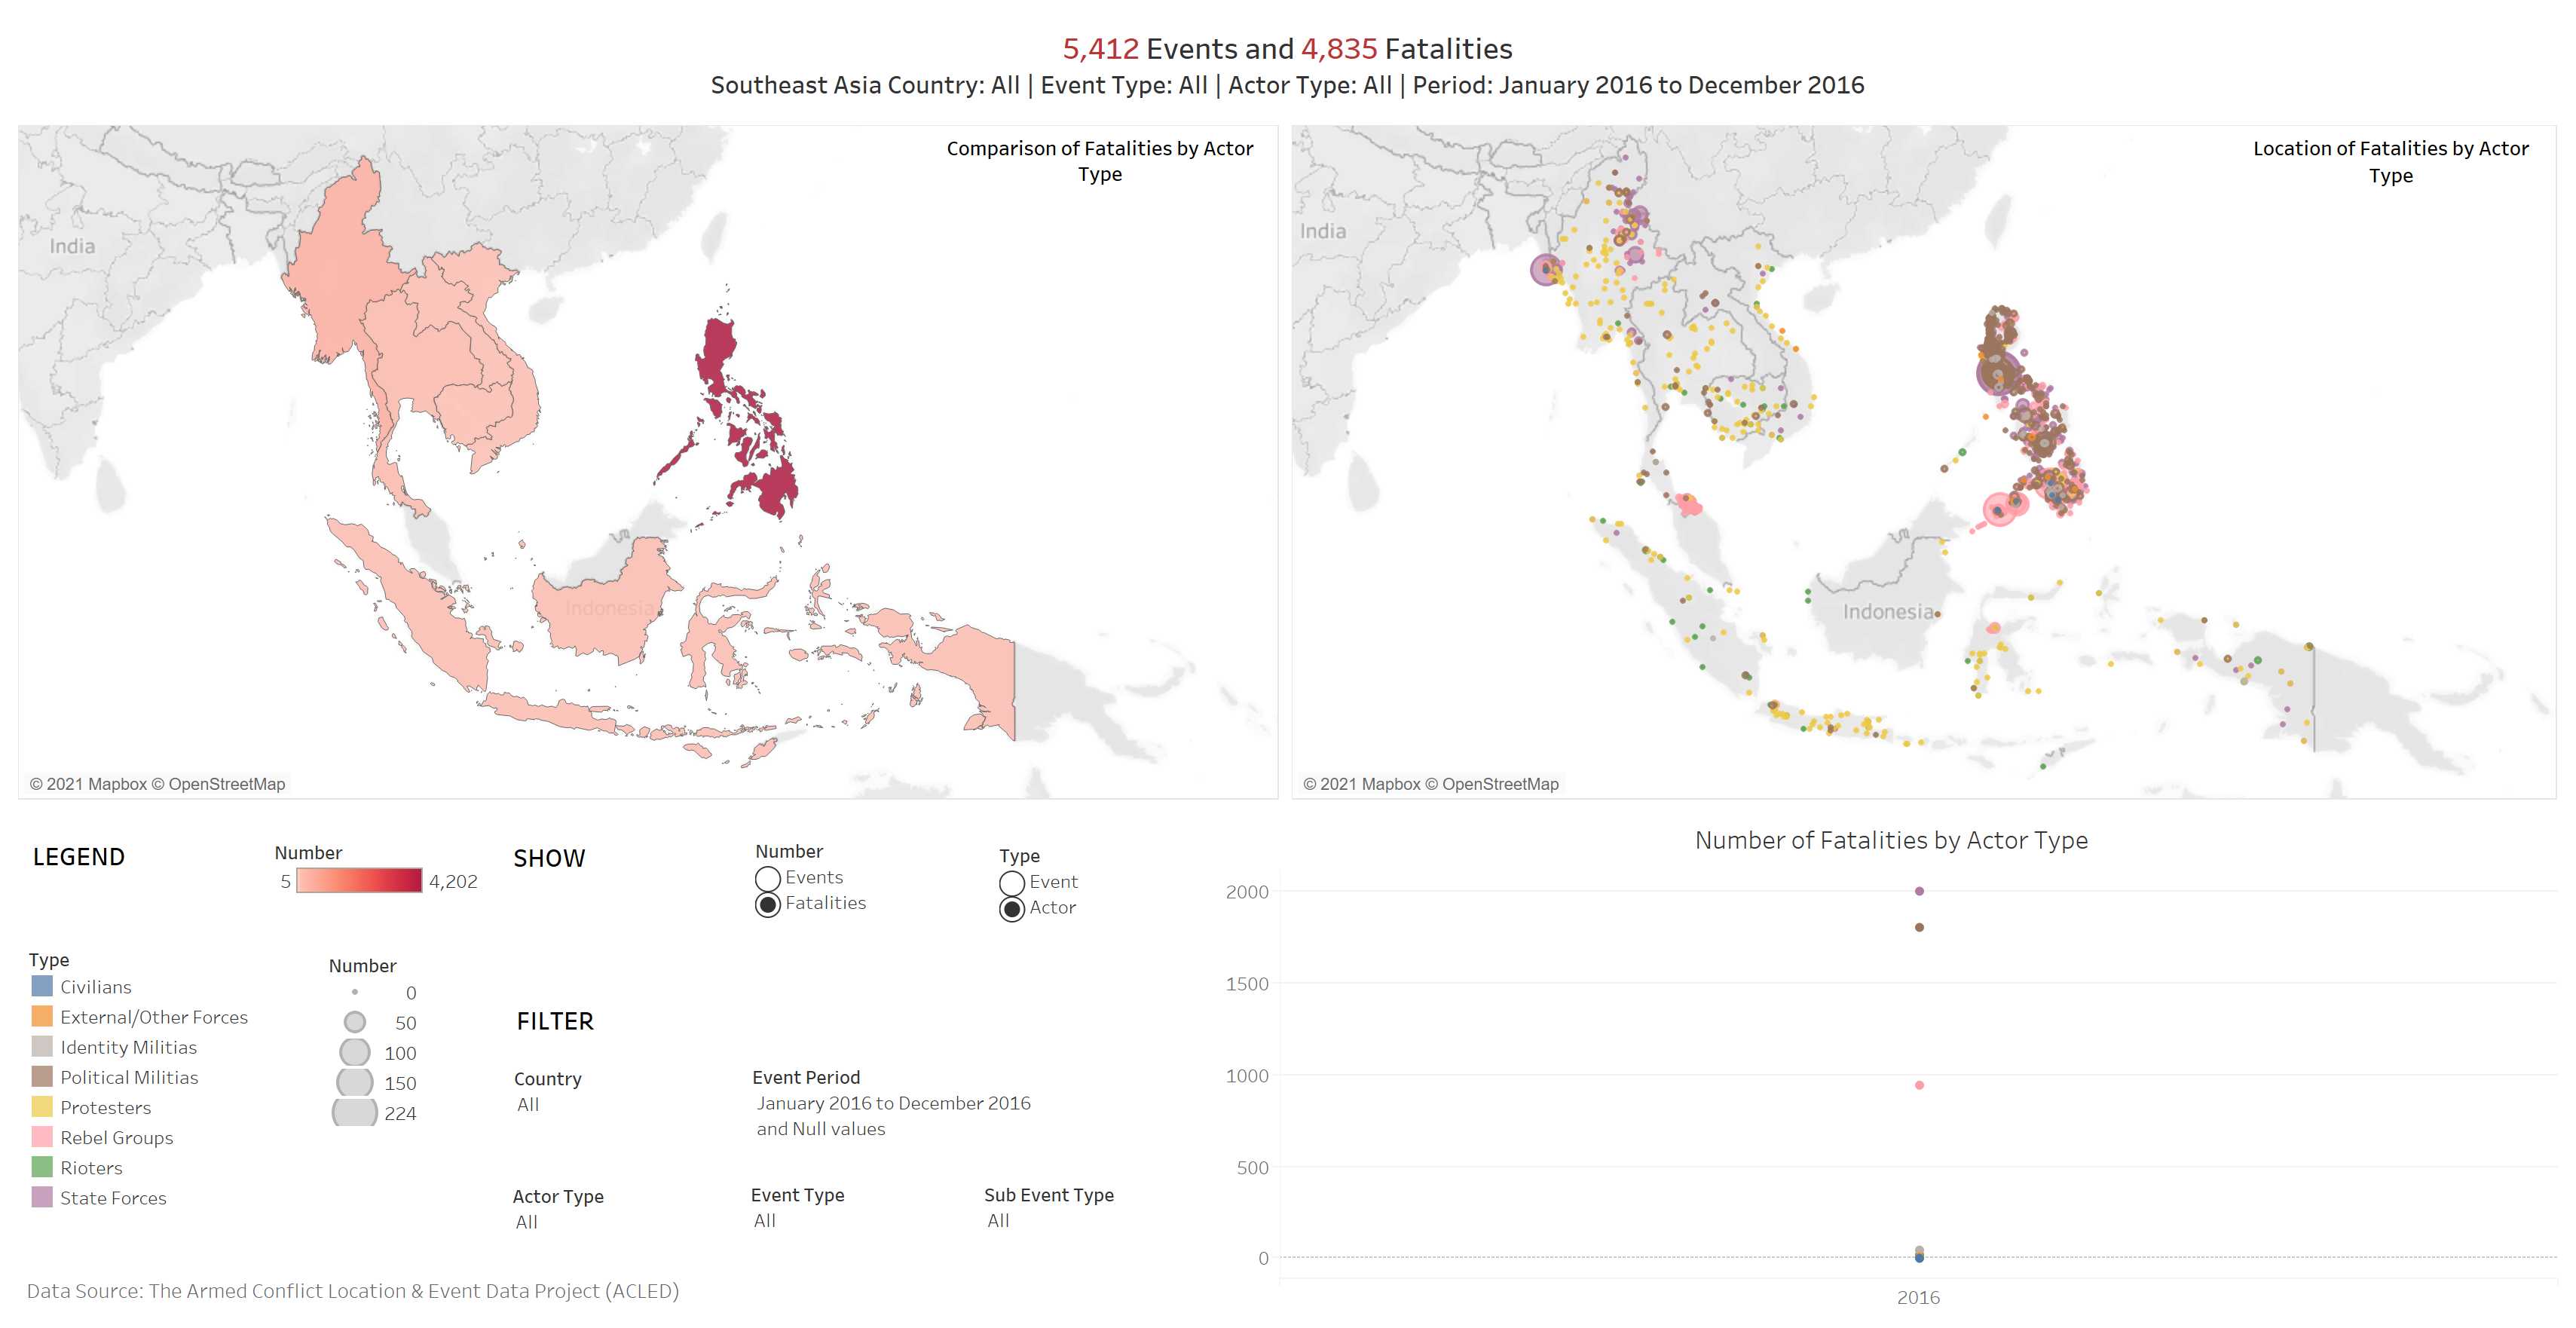 5,412 Events and 4,835 Fatalities
Southeast Asia Country: All | Event Type: All | Actor Type: All | Period: January 2016 to December 2016
Comparison of Fatalities by Actor
Type
India
Indonesia
© 2021 Mapbox © OpenStreetMap
Location of Fatalities by Actor
Type
India
Indonesia
© 2021 Mapbox © OpenStreetMap
LEGEND
Number
5
4,202
Type
Civilians
External/Other Forces
Identity Militias
Political Militias
Protesters
Rebel Groups
Rioters
State Forces
Number
0
50
100
150
224
SHOW
Number
Events
Fatalities
Type
Event
Actor
FILTER
Country
All
Event Period
January 2016 to December 2016
and Null values
Actor Type
All
Event Type
All
Sub Event Type
All
Number of Fatalities by Actor Type
2000
1500
1000
500
0
2016
Data Source: The Armed Conflict Location & Event Data Project (ACLED)